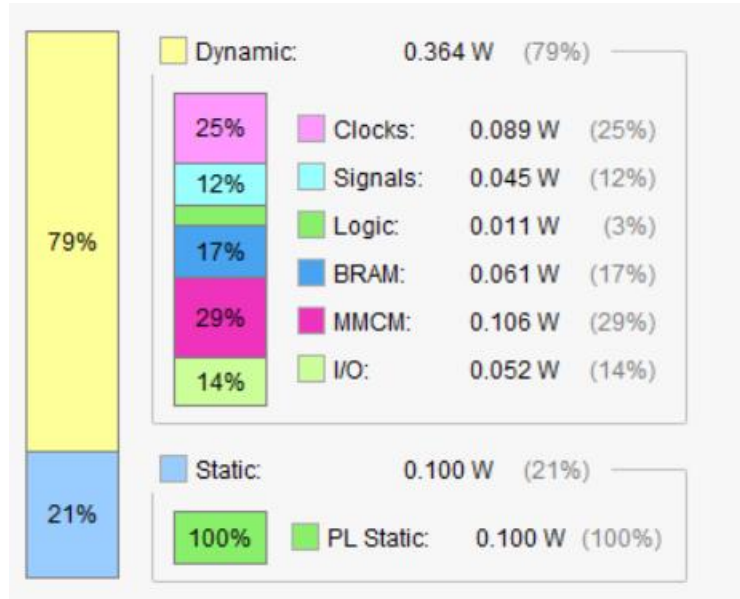 79%
21%
Dynamic: 0.364 W (79%)
25%
12%
17%
29%
14%
Clocks: 0.089 W (25%)
Signals: 0.045 W (12%)
Logic: 0.011 W (3%)
BRAM: 0.061 W (17%)
MMCM: 0.106 W (29%)
I/O: 0.052 W (14%)
Static: 0.100 W (21%)
100%
PL Static: 0.100 W (100%)